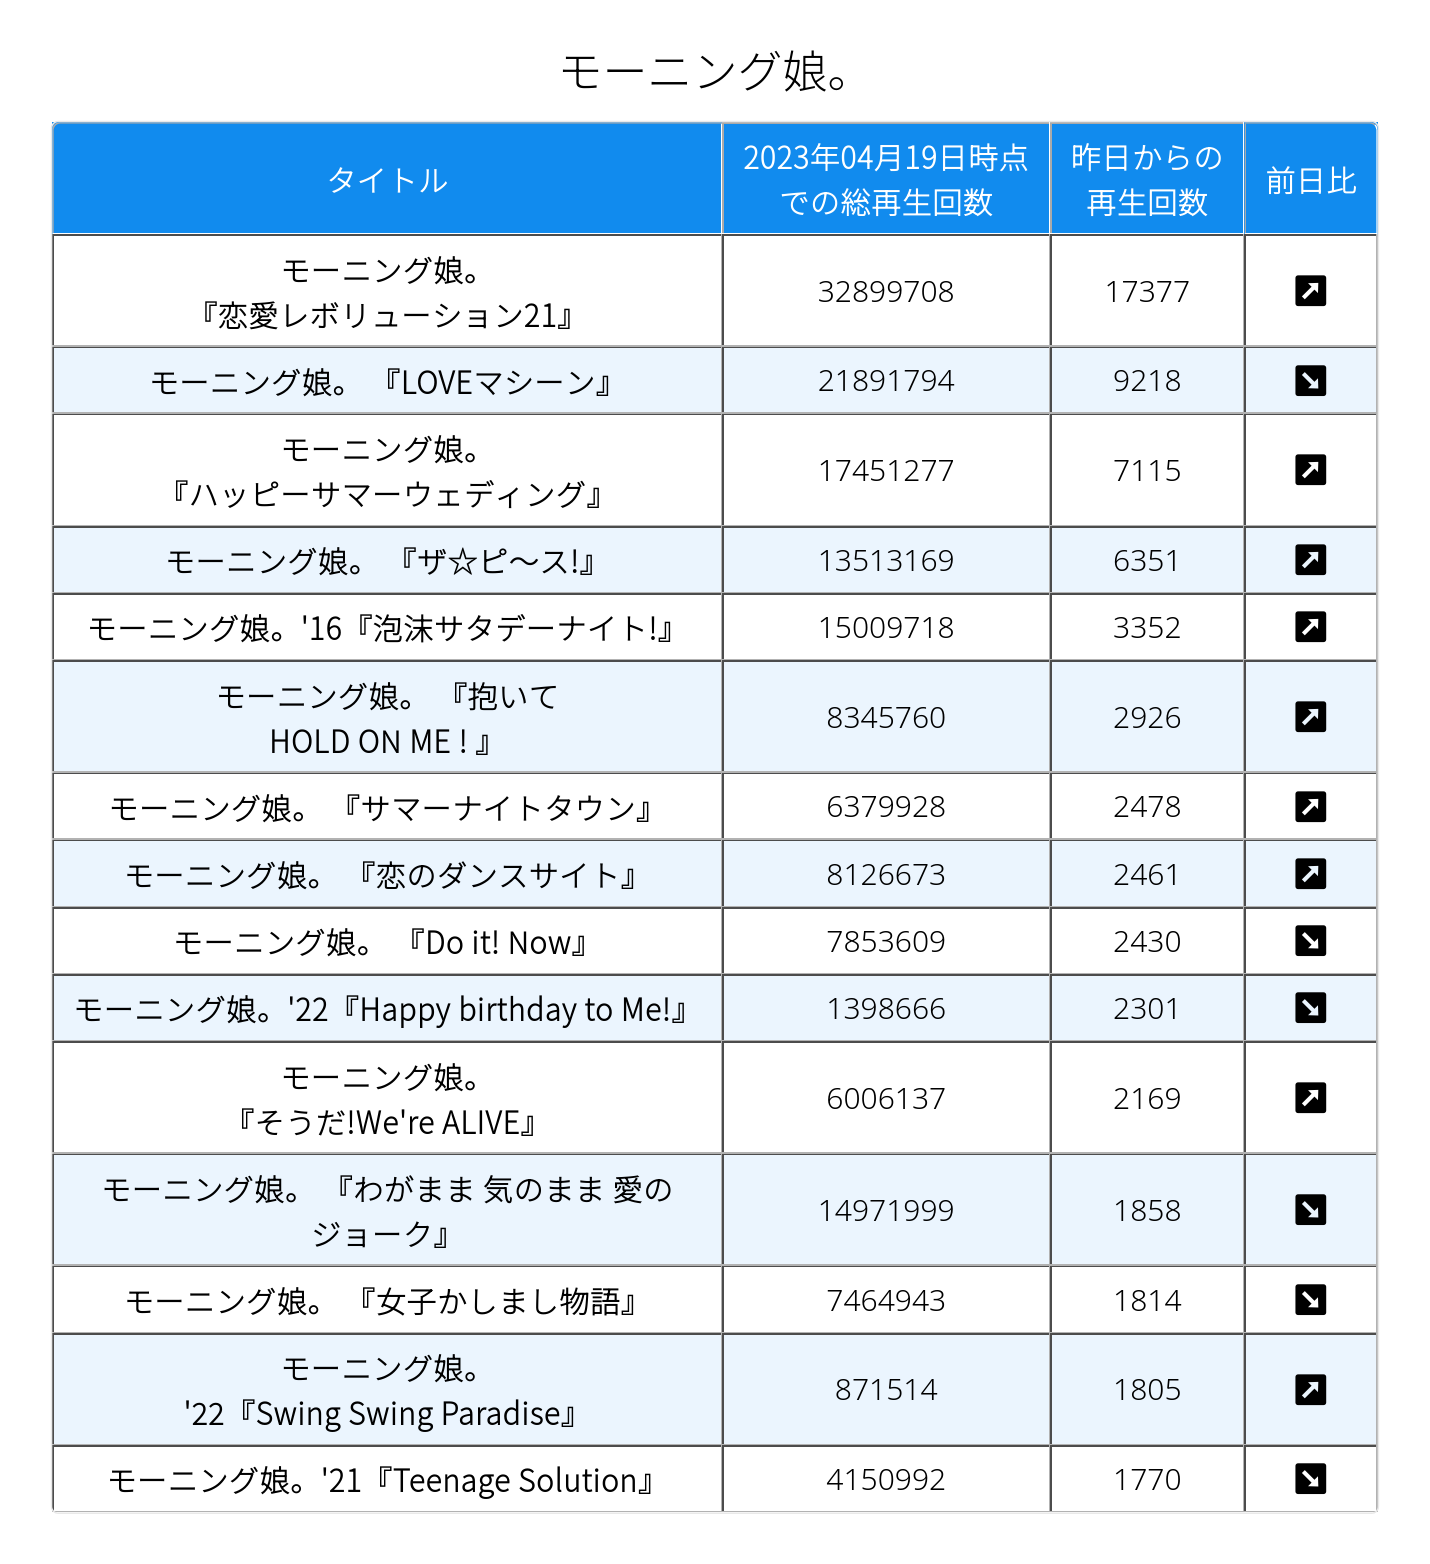 モーニング娘。
タイトル
2023年04月19日時点
での総再生回数
昨日からの
再生回数
前日比
モーニング娘。
『恋愛レボリューション21』
32899708
17377
モーニング娘。 『LOVEマシーン』
21891794
9218
モーニング娘。
『ハッピーサマーウェディング』
17451277
7115
モーニング娘。 『ザ☆ピ〜ス!』
13513169
6351
モーニング娘。'16『泡沫サタデーナイト!』
15009718
3352
モーニング娘。 『抱いて
HOLD ON ME ! 』
8345760
2926
モーニング娘。 『サマーナイトタウン』
6379928
2478
モーニング娘。 『恋のダンスサイト』
8126673
2461
モーニング娘。 『Do it! Now』
7853609
2430
モーニング娘。'22『Happy birthday to Me!』
1398666
2301
モーニング娘。
『そうだ!We're ALIVE』
6006137
2169
モーニング娘。 『わがまま 気のまま 愛の
ジョーク』
14971999
1858
モーニング娘。 『女子かしまし物語』
7464943
1814
モーニング娘。
'22『Swing Swing Paradise』
871514
1805
モーニング娘。'21『Teenage Solution』
4150992
1770